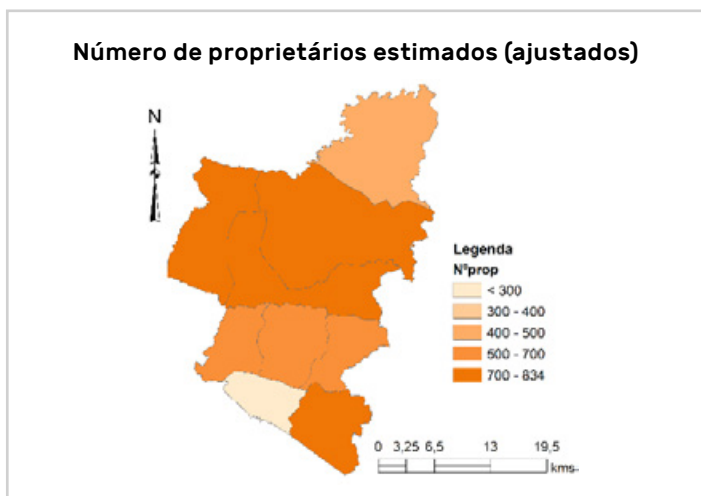 Número de proprietários estimados (ajustados)
N
Legenda
Nºprop
< 300
300 - 400
400 - 500
500 - 700
700 - 834
0 3,25 6,5 13 19,5
kms-